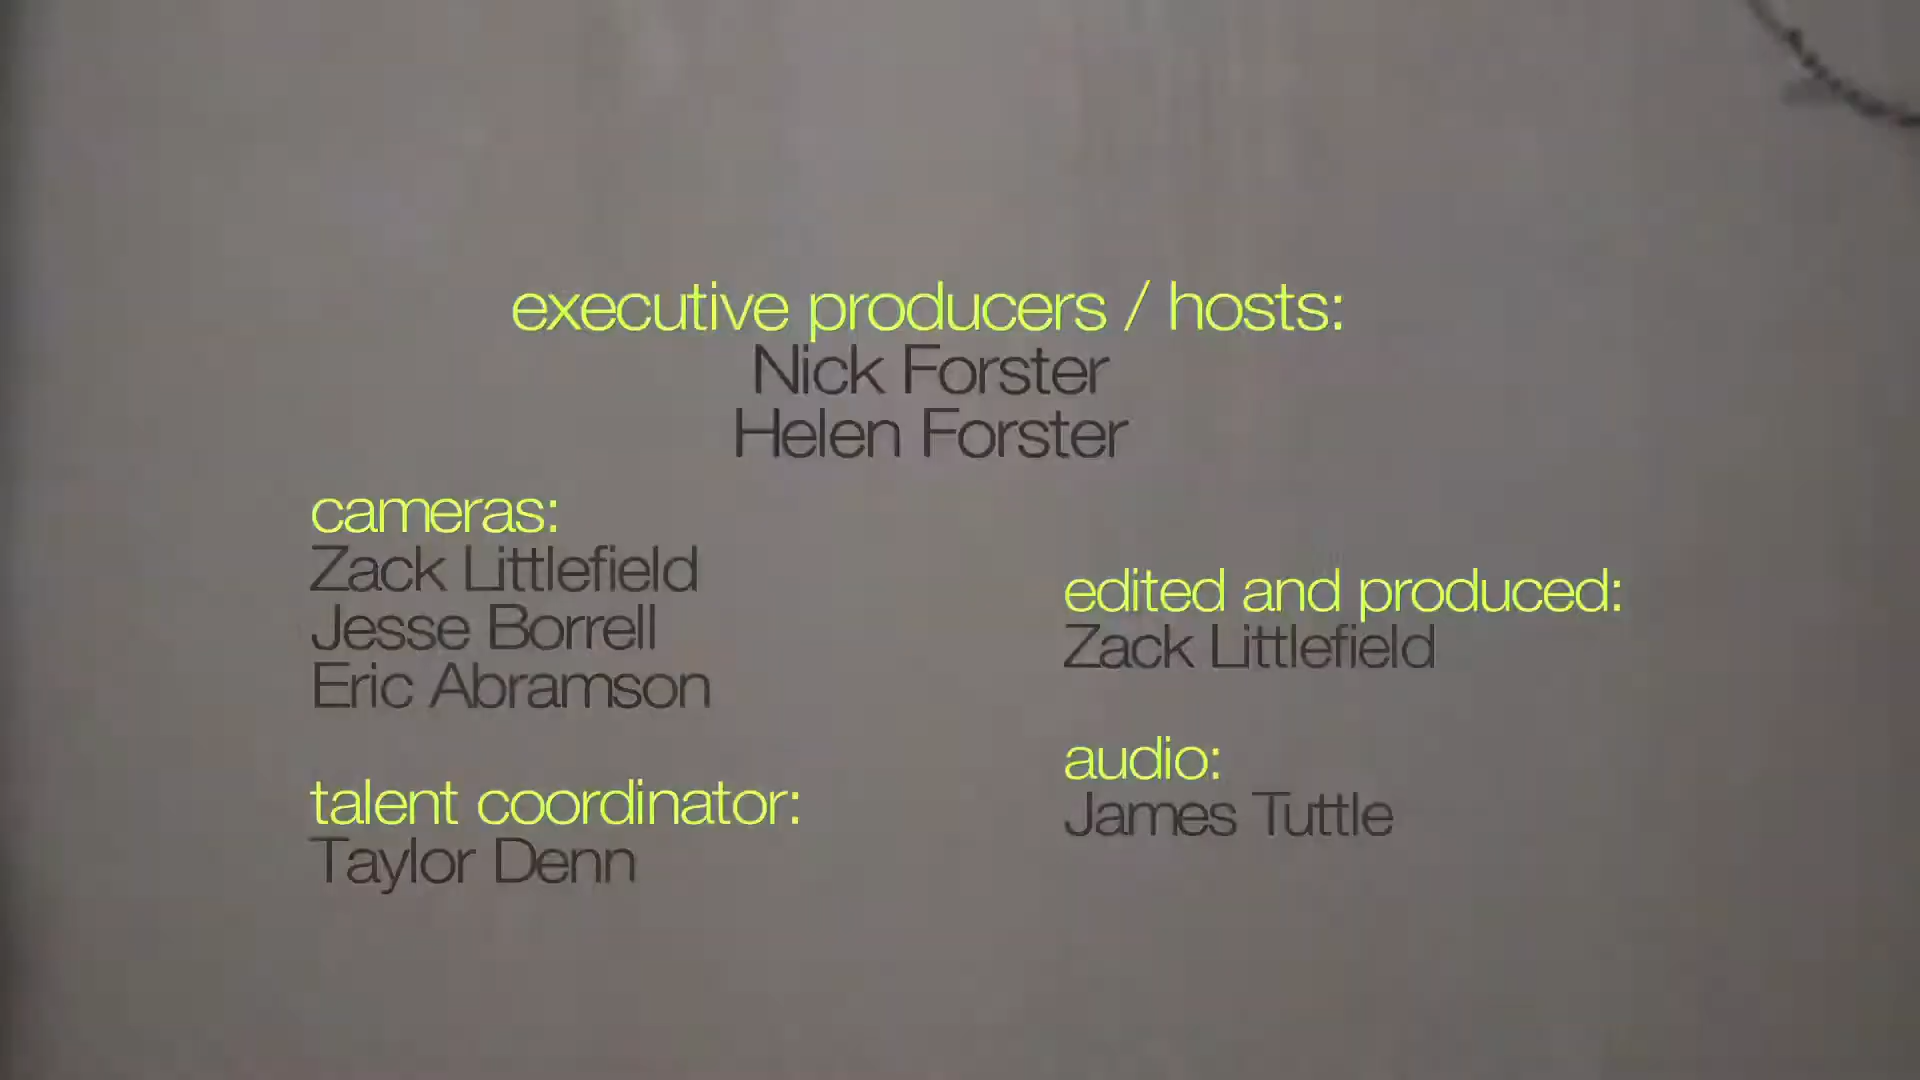 executive producers / hosts:
Nick Forster
Helen Forster
cameras:
Zack Littlefield
Jesse Borrell
Eric Abramson
talent coordinator:
Taylor Denn
edited and produced:
Zack Littlefield
audio:
James Tuttle